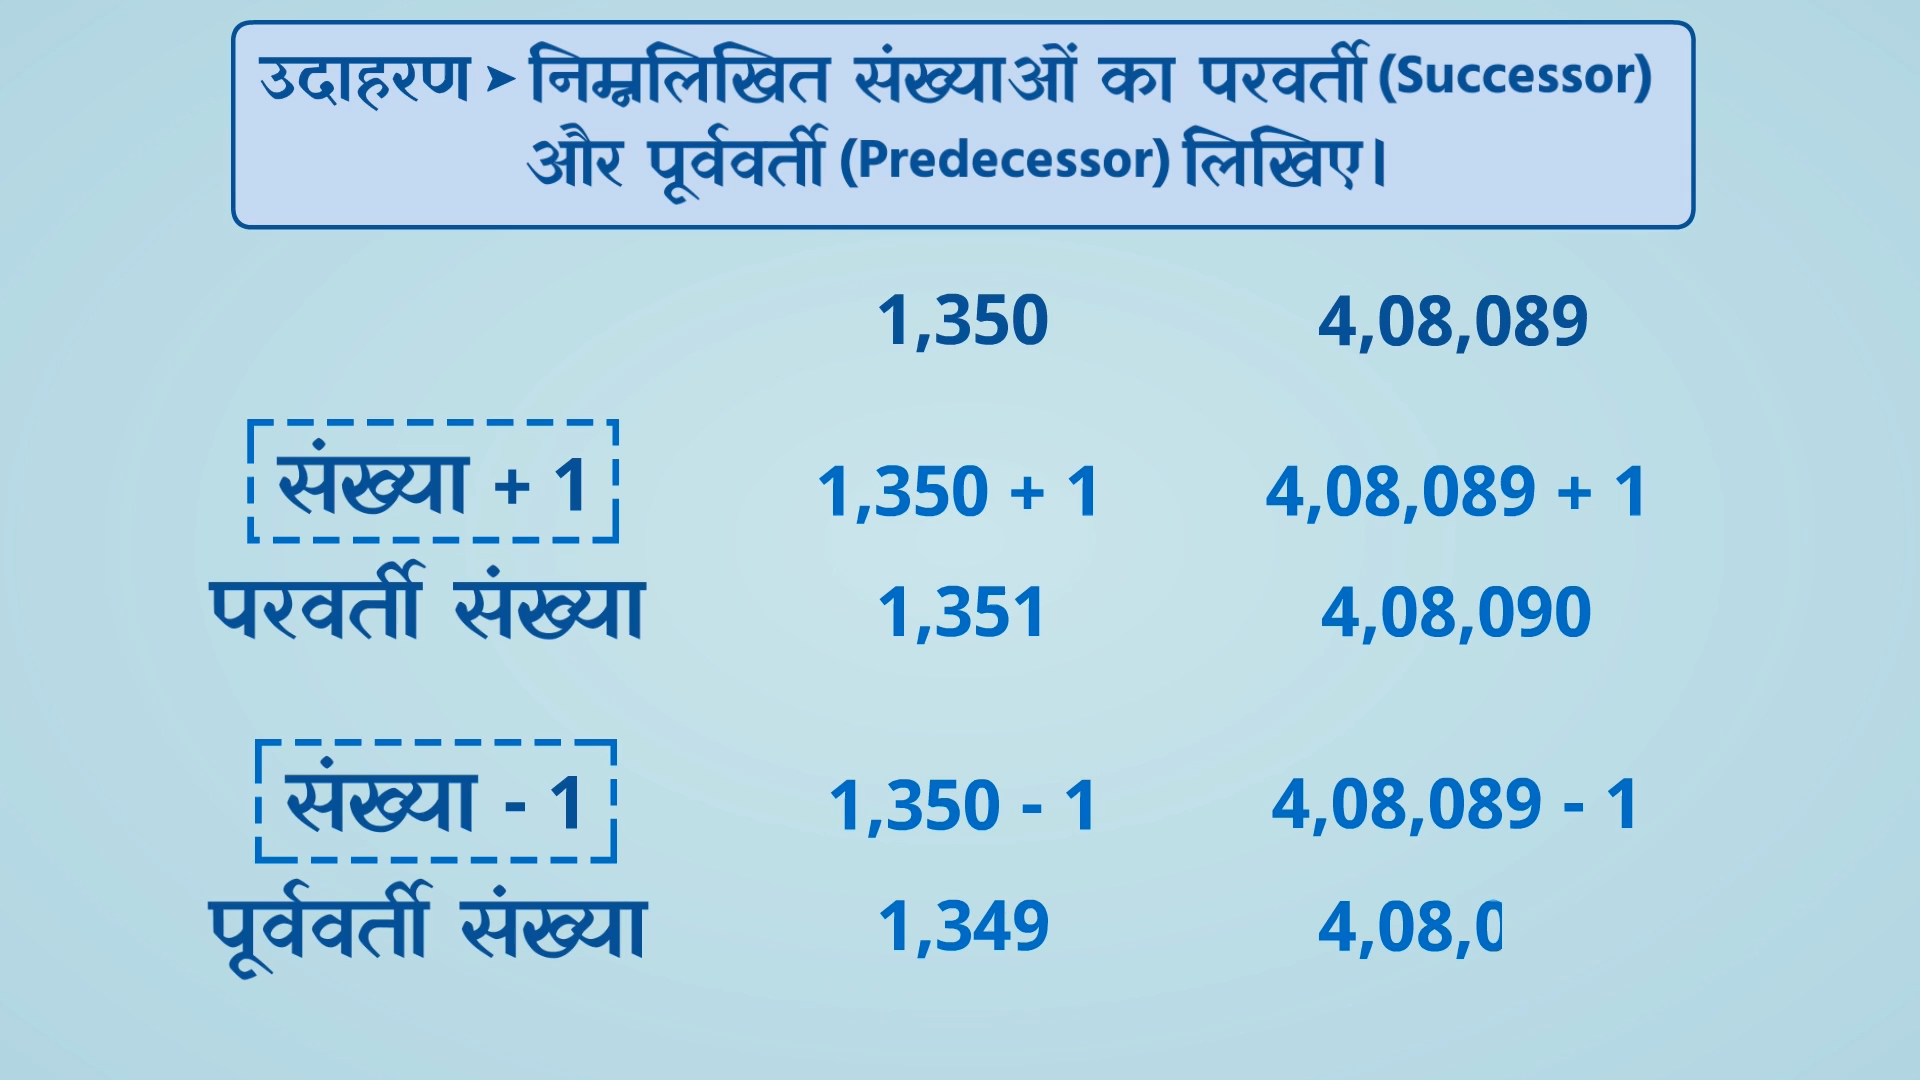 उदाहरण ➤ निम्नलिखित संख्याओं का परवर्ती (Successor)
और पूर्ववर्ती (Predecessor) लिखिए।
1,350 4,08,089
संख्या + 1 1,350 + 1 4,08,089 + 1
परवर्ती संख्या 1,351 4,08,090
संख्या - 1 1,350 - 1 4,08,089 - 1
पूर्ववर्ती संख्या 1,349 4,08,0